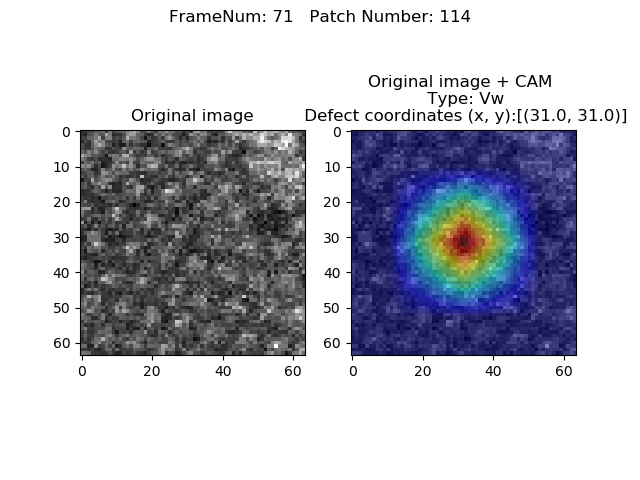 FrameNum: 71   Patch Number: 114
Original image
Original image + CAM
Type: Vw
Defect coordinates (x, y):[(31.0, 31.0)]
0
10
20
30
40
50
60
0 20 40 60
0
10
20
30
40
50
60
0 20 40 60